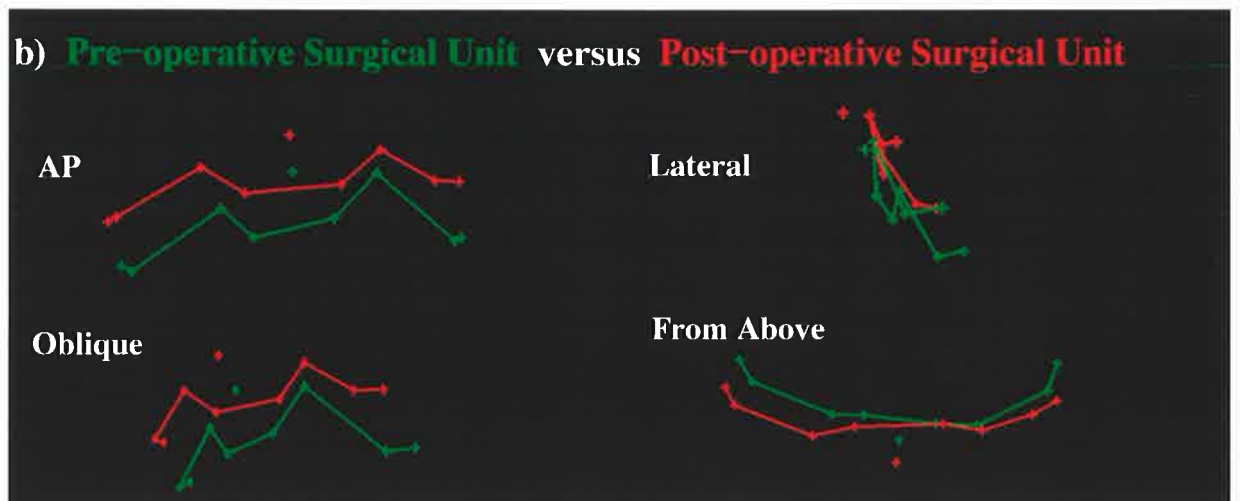 b) Pre-operative Surgical Unit versus Post-operative Surgical Unit
AP
Lateral
Oblique
From Above